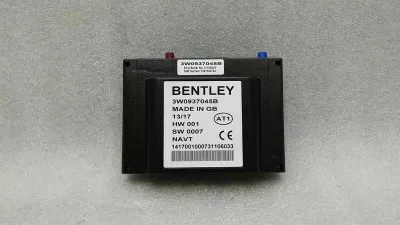 3W0937045B
BENTLEY
3W0937045B
MADE IN GB
13/17
HW 001
AT1
SW 0007
NAVT
CE
1417001000731106033